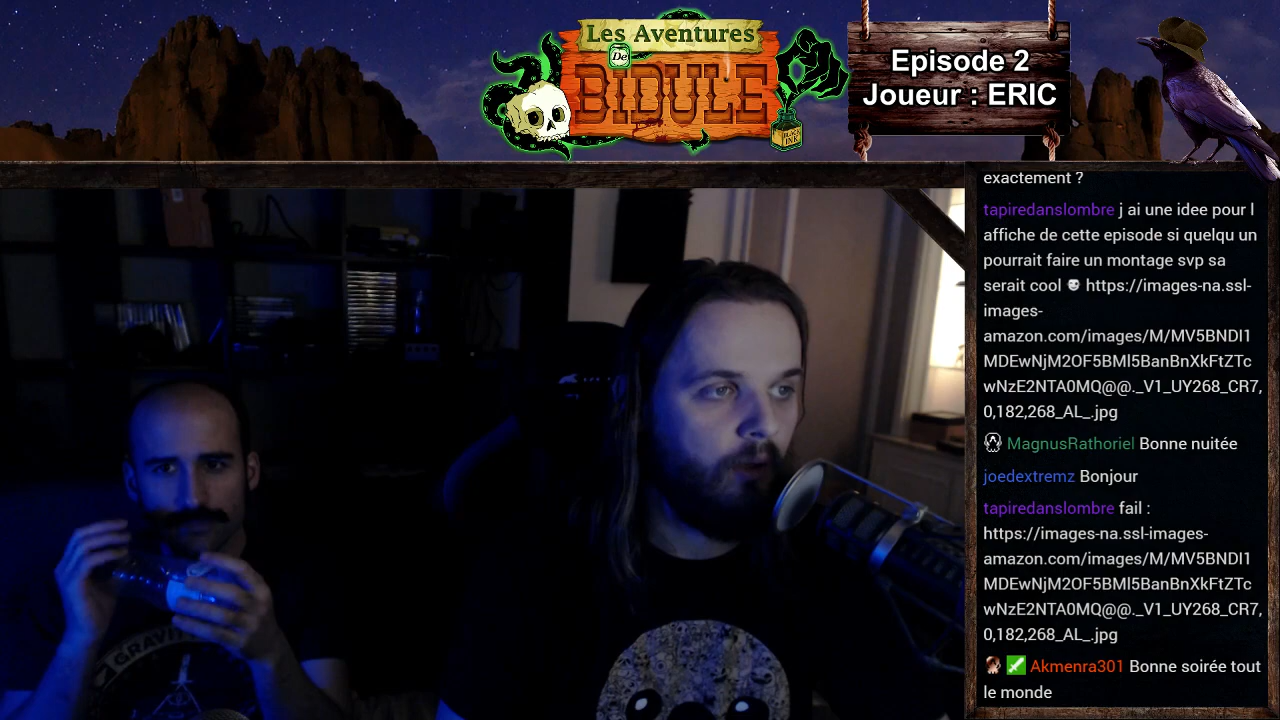 Les Aventures
De
BIDULE
BLACK
INK
Episode 2
Joueur : ERIC
exactement ?
tapiredanslombre j ai une idee pour l
affiche de cette episode si quelqu un
pourrait faire un montage svp sa
serait cool https://images-na.ssl-
images-
amazon.com/images/M/MV5BNDI1
MDEwNjM2OF5BMl5BanBnXkFtZTc
wNzE2NTA0MQ@@._V1_UY268_CR7,
0,182,268_AL_.jpg
MagnusRathoriel Bonne nuitée
joedextremz Bonjour
tapiredanslombre fail :
https://images-na.ssl-images-
amazon.com/images/M/MV5BNDI1
MDEwNjM2OF5BMl5BanBnXkFtZTc
wNzE2NTA0MQ@@._V1_UY268_CR7,
0,182,268_AL_.jpg
Akmenra301 Bonne soirée tout
le monde